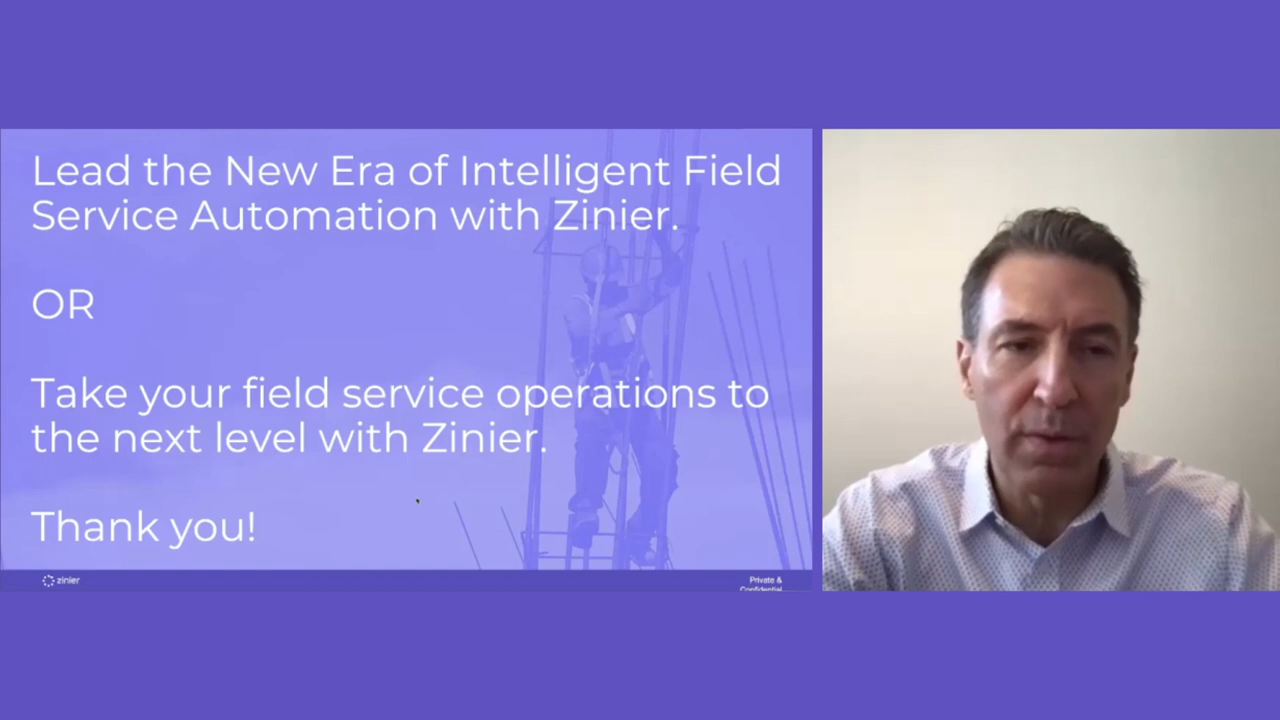 Lead the New Era of Intelligent Field
Service Automation with Zinier.
OR
Take your field service operations to
the next level with Zinier.
Thank you!
zinier
Private &
Confidential